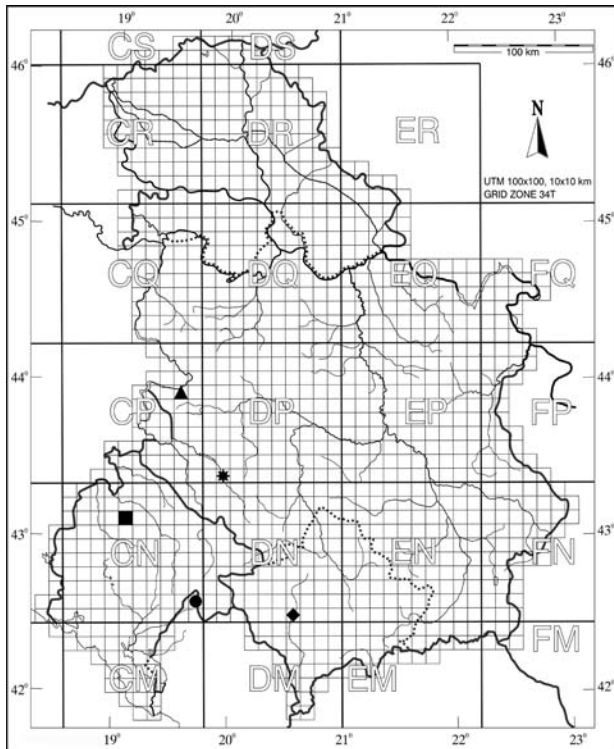 19° 20° 21° 22° 23°
CS DS
46° 46°
100 km
CR DR ER
N
UTM 100x100, 10x10 km
GRID ZONE 34T
45° 45°
CQ DQ EQ FQ
44° 44°
CP DP EP FP
43° 43°
CN DN EN FN
CM DM EM FM
42° 42°
19° 20° 21° 22° 23°